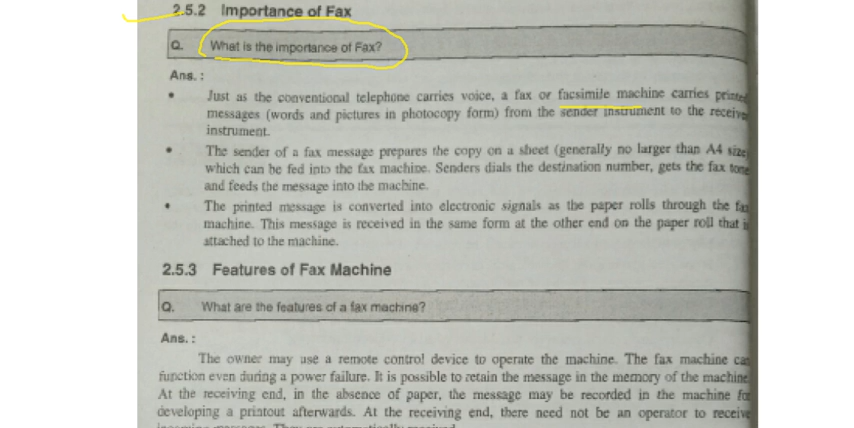 2.5.2 Importance of Fax
Q. What is the importance of Fax?
Ans. :
• Just as the conventional telephone carries voice, a fax or facsimile machine carries printed
messages (words and pictures in photocopy form) from the sender instrument to the receive
instrument.
• The sender of a fax message prepares the copy on a sheet (generally no larger than A4 size
which can be fed into the fax machine. Senders dials the destination number, gets the fax tone
and feeds the message into the machine.
• The printed message is converted into electronic signals as the paper rolls through the fax
machine. This message is received in the same form at the other end on the paper roll that is
attached to the machine.
2.5.3 Features of Fax Machine
Q. What are the features of a fax machine?
Ans. :
The owner may use a remote control device to operate the machine. The fax machine can
function even during a power failure. It is possible to retain the message in the memory of the machine
At the receiving end, in the absence of paper, the message may be recorded in the machine for
developing a printout afterwards. At the receiving end, there need not be an operator to receive